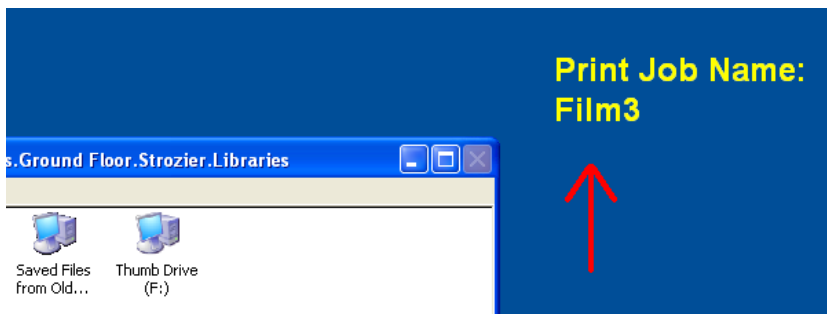 Print Job Name:
Film3
s.Ground Floor.Strozier.Libraries
Saved Files
from Old...
Thumb Drive
(F:)